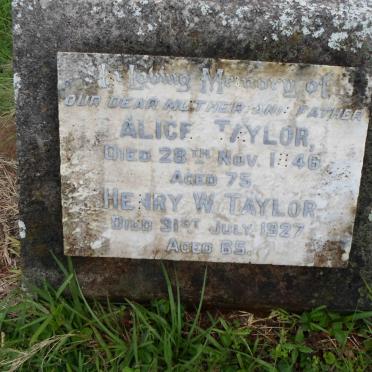 In Loving Memory of
OUR DEAR MOTHER AND FATHER
ALICE TAYLOR,
DIED 28TH NOV. 1946
AGED 75
HENRY W. TAYLOR
DIED 31ST JULY, 1927
AGED 65.